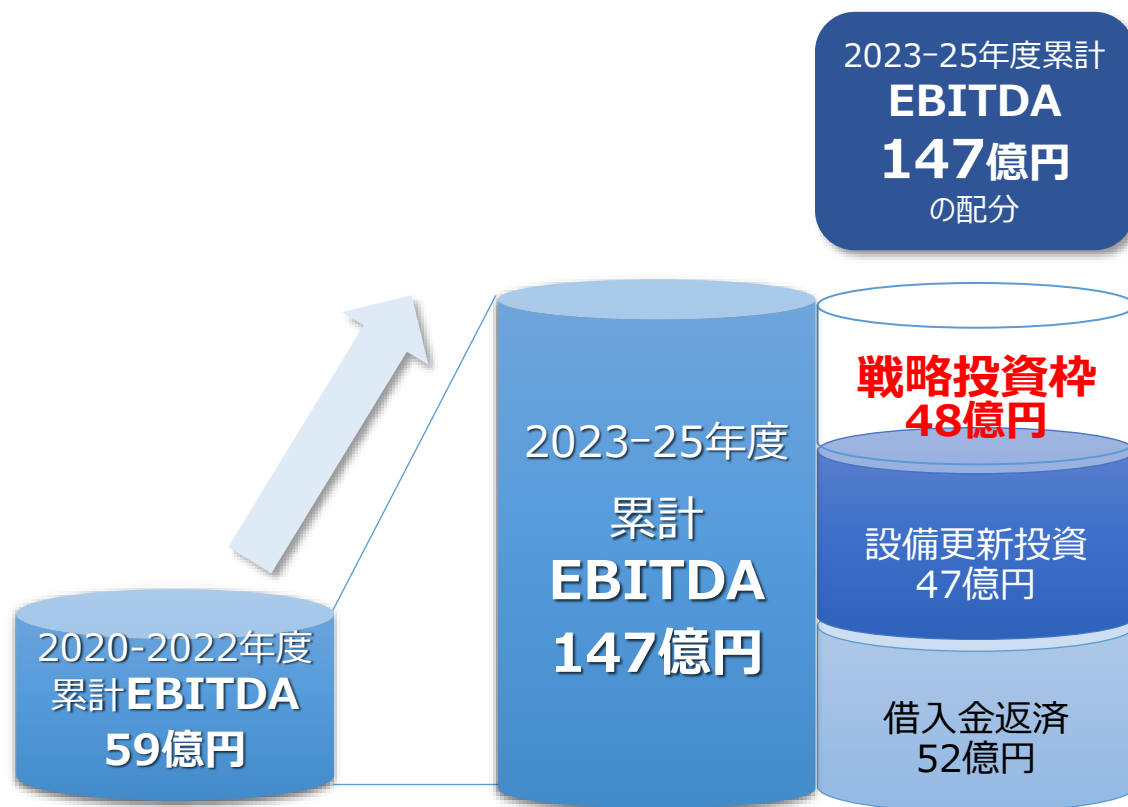 2023-25年度累計
EBITDA
147億円
の配分
戦略投資枠
48億円
2023-25年度
累計
EBITDA
147億円
設備更新投資
47億円
2020-2022年度
累計EBITDA
59億円
借入金返済
52億円